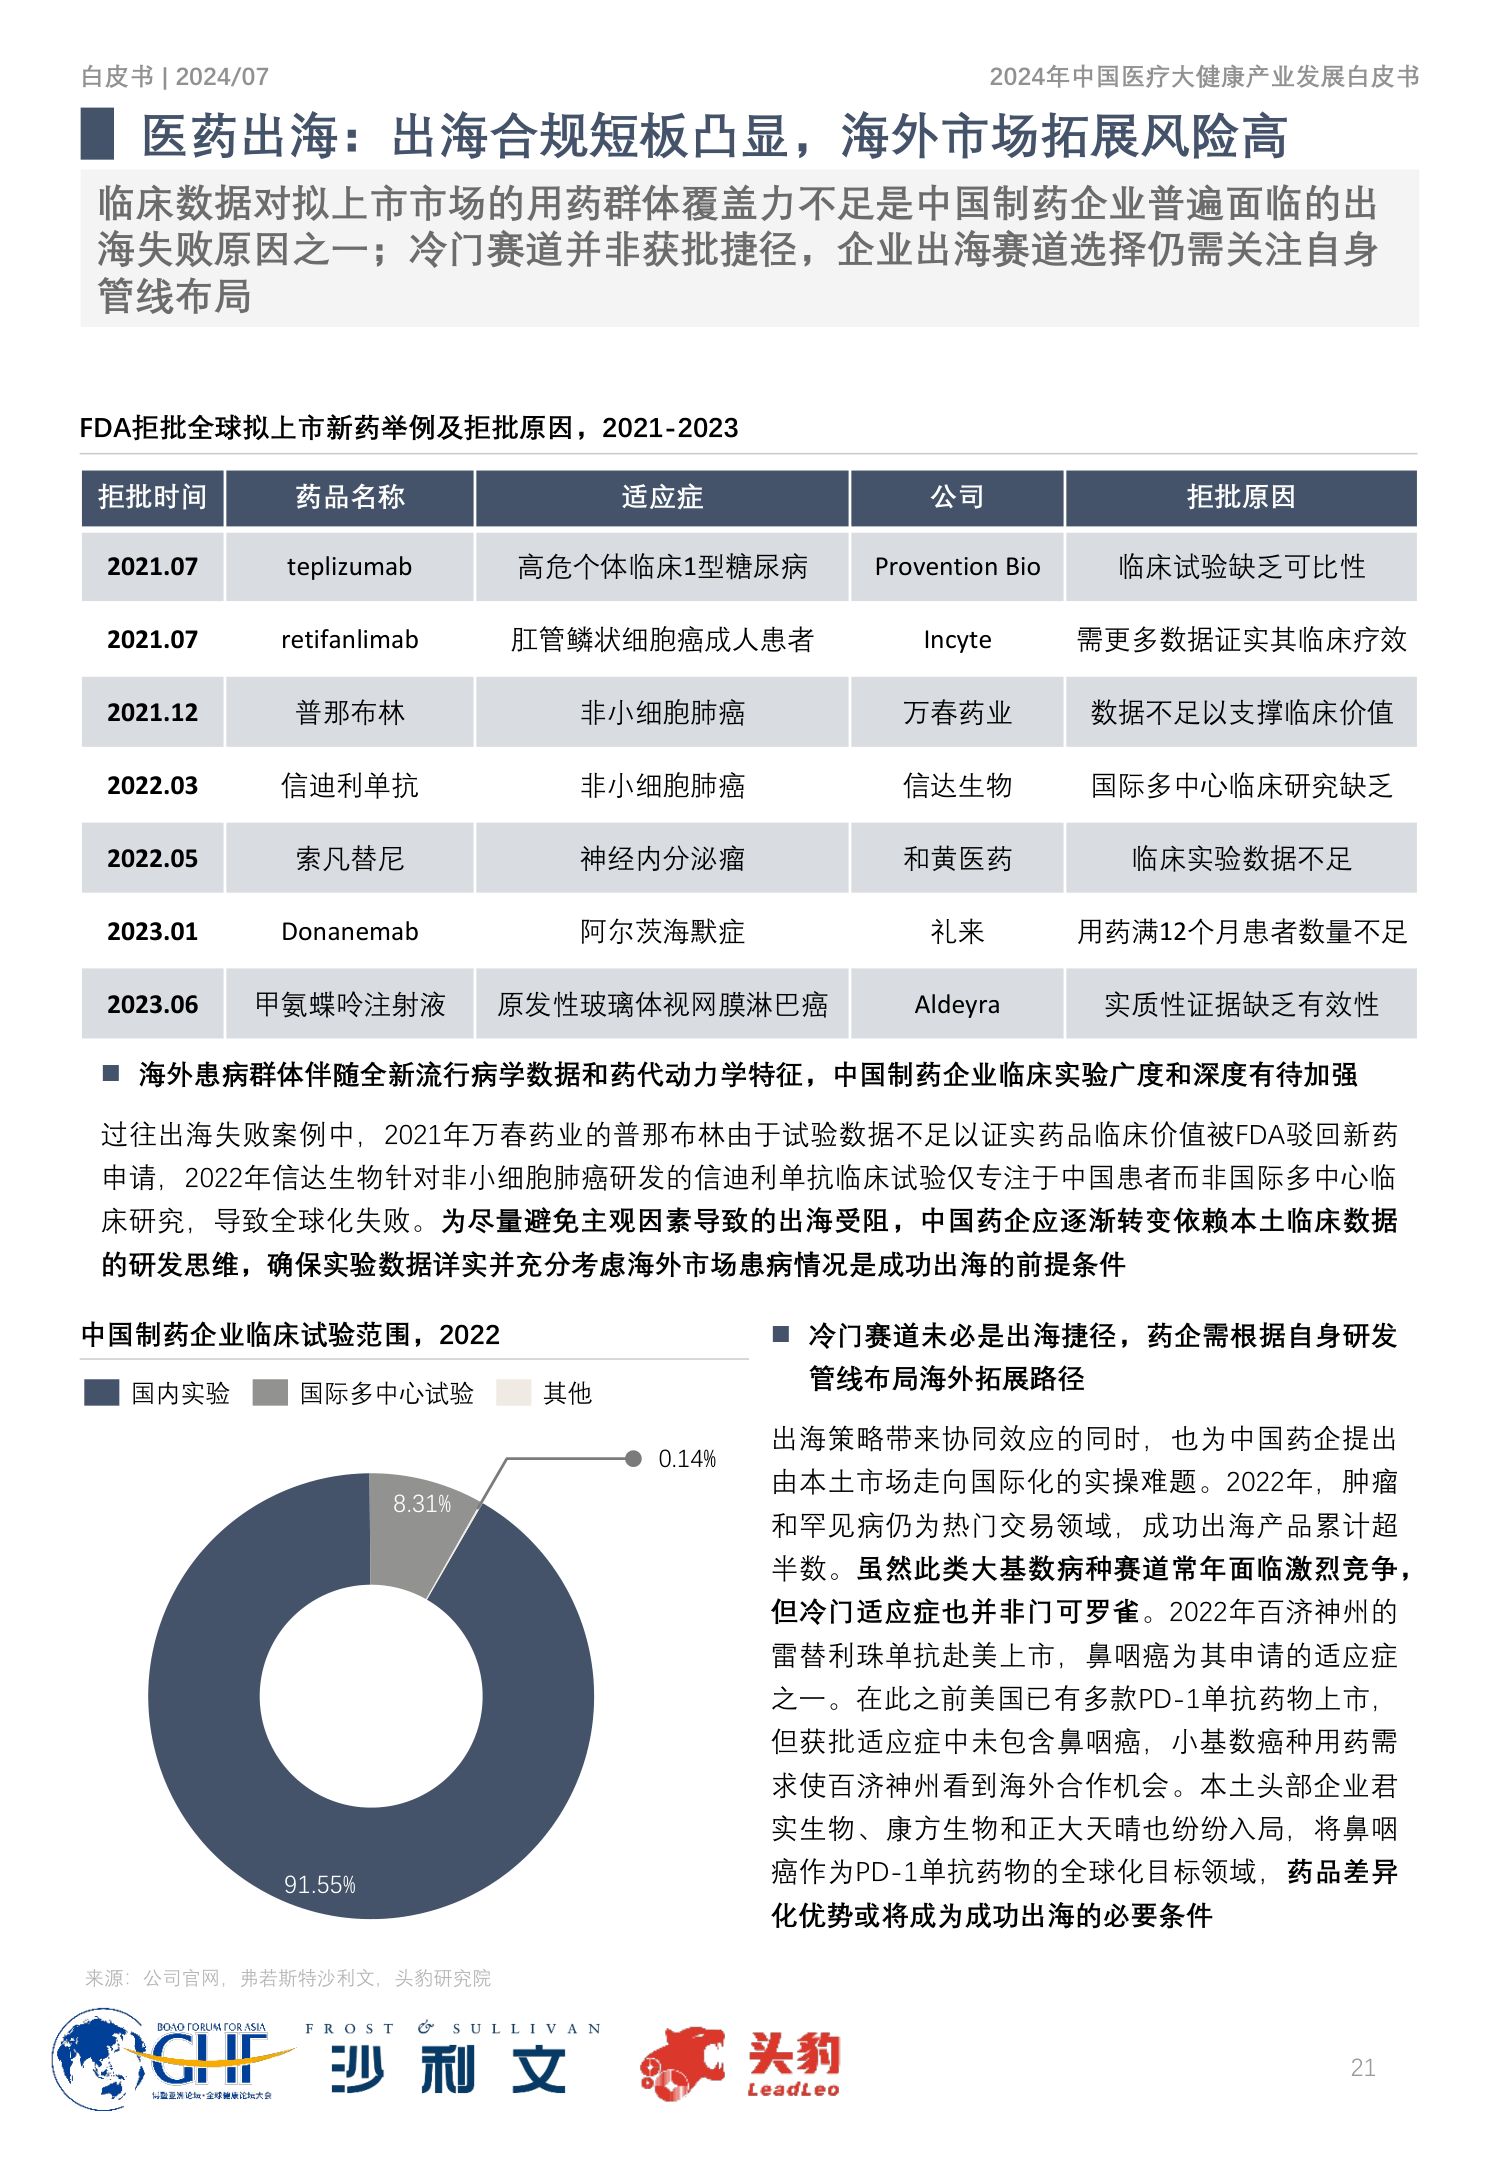 白皮书 | 2024/07
2024年中国医疗大健康产业发展白皮书
医药出海：出海合规短板凸显，海外市场拓展风险高
临床数据对拟上市市场的用药群体覆盖力不足是中国制药企业普遍面临的出
海失败原因之一；冷门赛道并非获批捷径，企业出海赛道选择仍需关注自身
管线布局
FDA拒批全球拟上市新药举例及拒批原因，2021-2023
拒批时间 药品名称 适应症 公司 拒批原因
2021.07 teplizumab 高危个体临床1型糖尿病 Provention Bio 临床试验缺乏可比性
2021.07 retifanlimab 肛管鳞状细胞癌成人患者 Incyte 需更多数据证实其临床疗效
2021.12 普那布林 非小细胞肺癌 万春药业 数据不足以支撑临床价值
2022.03 信迪利单抗 非小细胞肺癌 信达生物 国际多中心临床研究缺乏
2022.05 索凡替尼 神经内分泌瘤 和黄医药 临床实验数据不足
2023.01 Donanemab 阿尔茨海默症 礼来 用药满12个月患者数量不足
2023.06 甲氨蝶呤注射液 原发性玻璃体视网膜淋巴癌 Aldeyra 实质性证据缺乏有效性
■ 海外患病群体伴随全新流行病学数据和药代动力学特征，中国制药企业临床实验广度和深度有待加强
过往出海失败案例中，2021年万春药业的普那布林由于试验数据不足以证实药品临床价值被FDA驳回新药
申请，2022年信达生物针对非小细胞肺癌研发的信迪利单抗临床试验仅专注于中国患者而非国际多中心临
床研究，导致全球化失败。为尽量避免主观因素导致的出海受阻，中国药企应逐渐转变依赖本土临床数据
的研发思维，确保实验数据详实并充分考虑海外市场患病情况是成功出海的前提条件
中国制药企业临床试验范围，2022
国内实验 国际多中心试验 其他
0.14%
8.31%
91.55%
■ 冷门赛道未必是出海捷径，药企需根据自身研发
管线布局海外拓展路径
出海策略带来协同效应的同时，也为中国药企提出
由本土市场走向国际化的实操难题。2022年，肿瘤
和罕见病仍为热门交易领域，成功出海产品累计超
半数。虽然此类大基数病种赛道常年面临激烈竞争，
但冷门适应症也并非门可罗雀。2022年百济神州的
雷替利珠单抗赴美上市，鼻咽癌为其申请的适应症
之一。在此之前美国已有多款PD-1单抗药物上市，
但获批适应症中未包含鼻咽癌，小基数癌种用药需
求使百济神州看到海外合作机会。本土头部企业君
实生物、康方生物和正大天晴也纷纷入局，将鼻咽
癌作为PD-1单抗药物的全球化目标领域，药品差异
化优势或将成为成功出海的必要条件
来源：公司官网，弗若斯特沙利文，头豹研究院
BOAO FORUM FOR ASIA
GHF
博鳌亚洲论坛·全球健康论坛大会
FROST & SULLIVAN
沙利文
头豹
LeadLeo
21